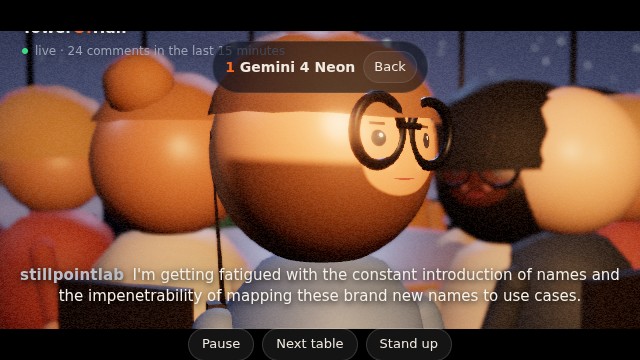 live · 24 comments in the last 15 minutes
1 Gemini 4 Neon Back
stillpointlab I'm getting fatigued with the constant introduction of names and
the impenetrability of mapping these brand new names to use cases.
Pause Next table Stand up